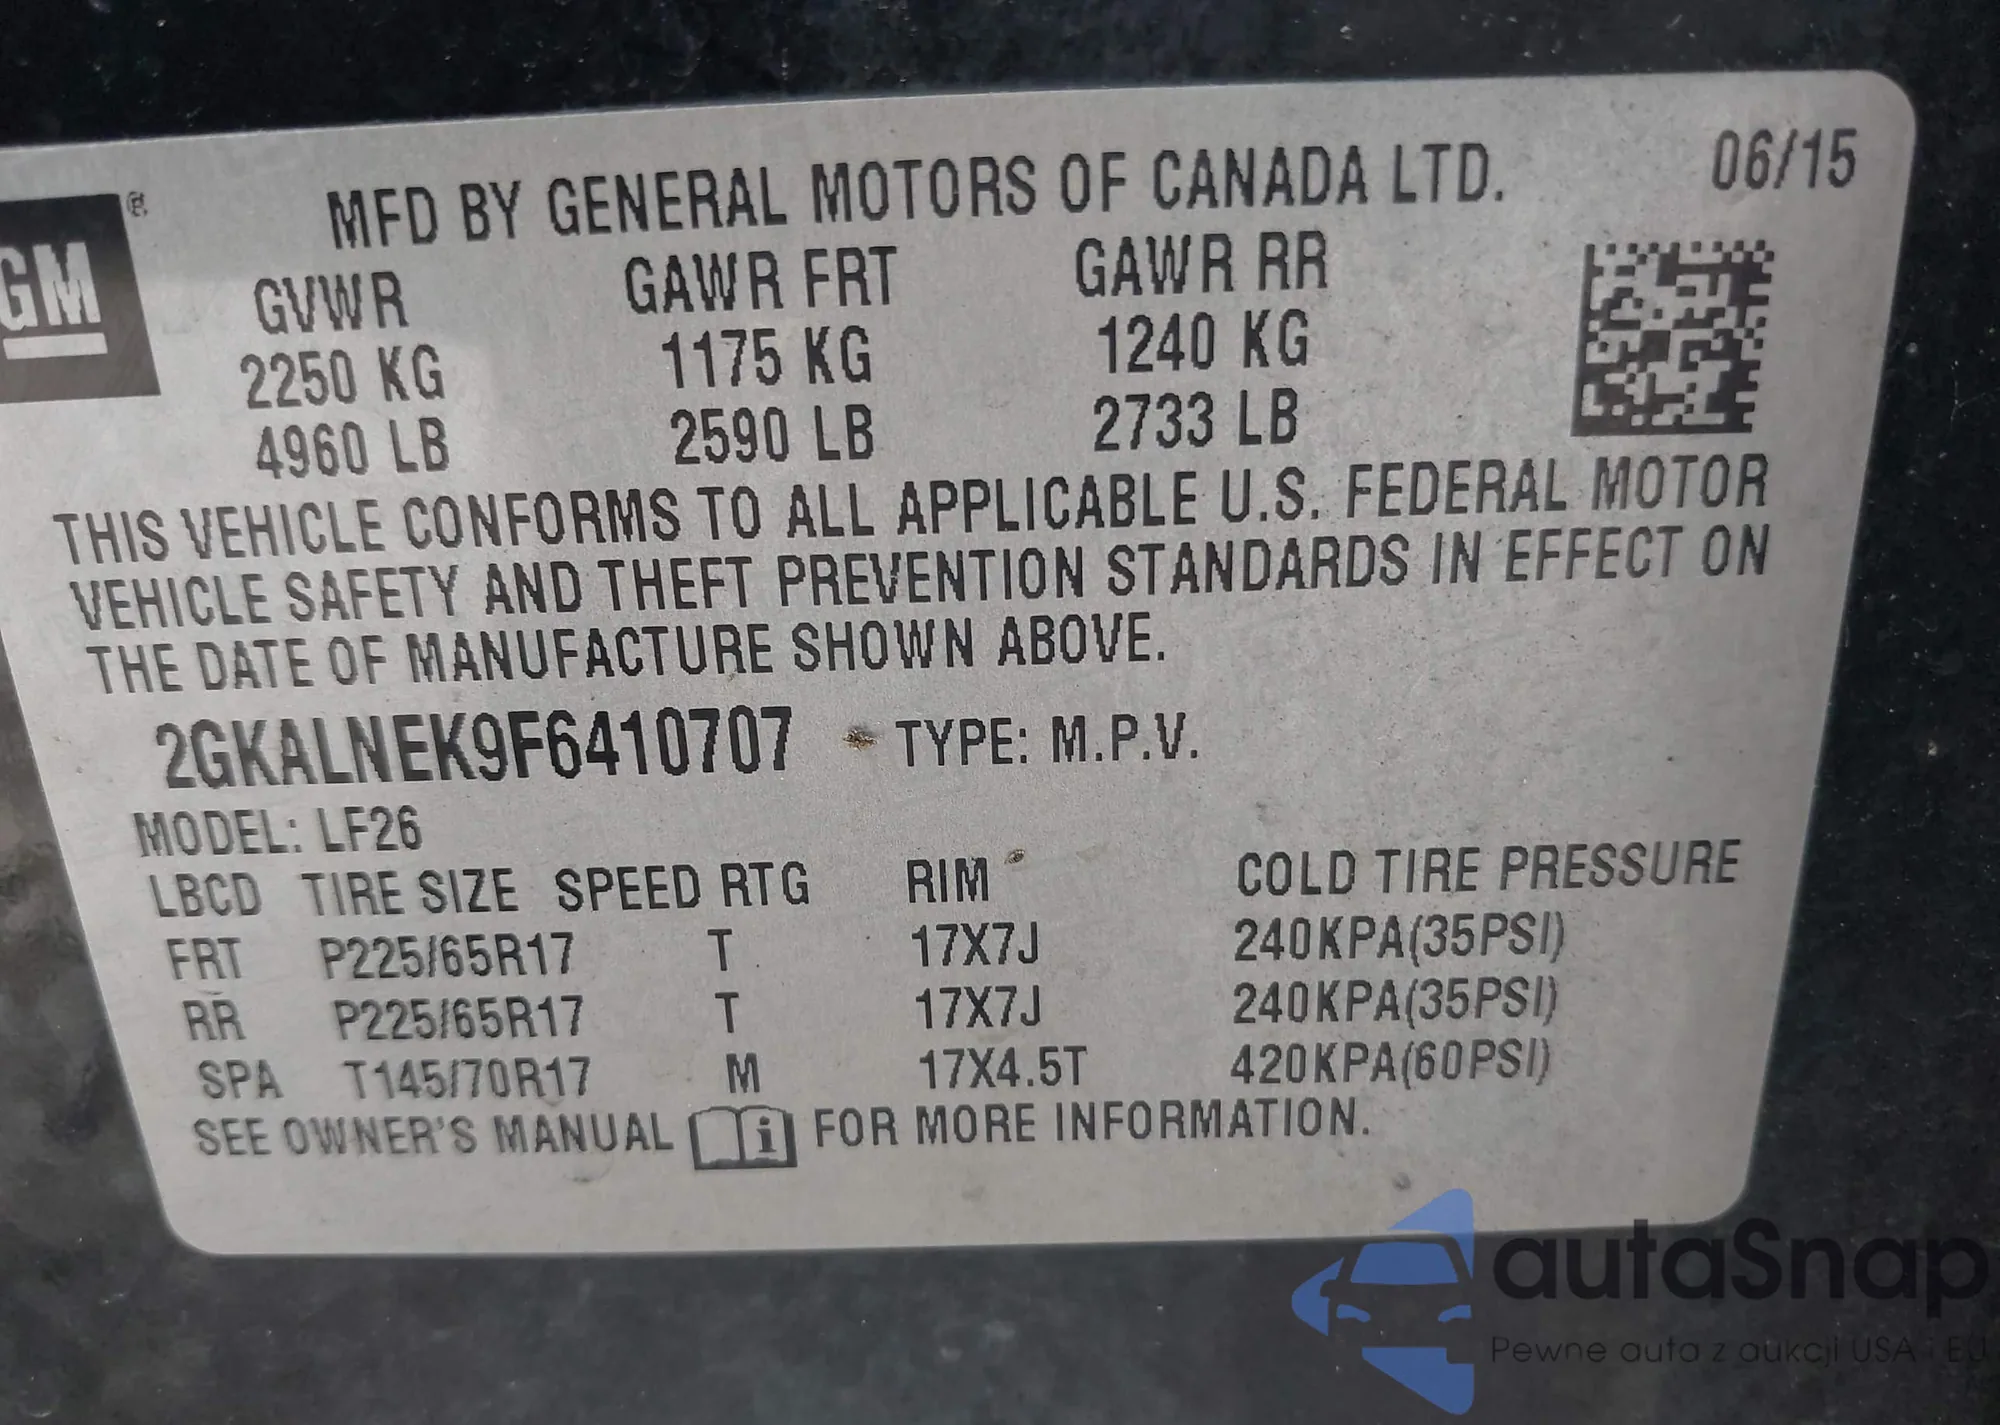 GM ®
MFD BY GENERAL MOTORS OF CANADA LTD. 06/15
GVWR GAWR FRT GAWR RR
2250 KG 1175 KG 1240 KG
4960 LB 2590 LB 2733 LB
THIS VEHICLE CONFORMS TO ALL APPLICABLE U.S. FEDERAL MOTOR
VEHICLE SAFETY AND THEFT PREVENTION STANDARDS IN EFFECT ON
THE DATE OF MANUFACTURE SHOWN ABOVE.
2GKALNEK9F6410707 TYPE: M.P.V.
MODEL: LF26
LBCD TIRE SIZE SPEED RTG RIM COLD TIRE PRESSURE
FRT P225/65R17 T 17X7J 240KPA(35PSI)
RR P225/65R17 T 17X7J 240KPA(35PSI)
SPA T145/70R17 M 17X4.5T 420KPA(60PSI)
SEE OWNER'S MANUAL i FOR MORE INFORMATION.
autaSnap
Pewne auta z aukcji USA i EU